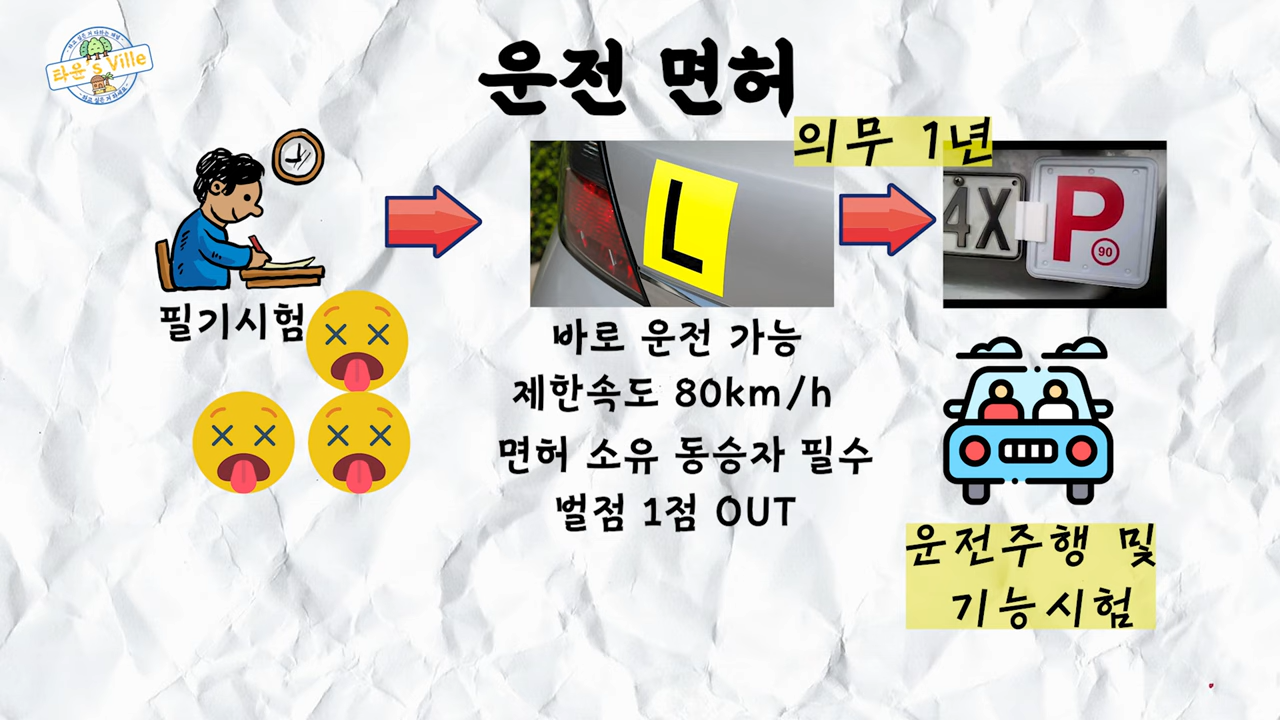 라윤's Ville
운전 면허
의무 1년
L
4X
P
90
필기시험
바로 운전 가능
제한속도 80km/h
면허 소유 동승자 필수
벌점 1점 OUT
운전주행 및
기능시험